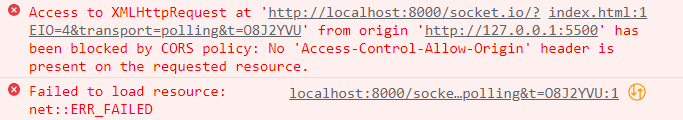 Access to XMLHttpRequest at 'http://localhost:8000/socket.io/? index.html:1
EIO=4&transport=polling&t=O8J2YVU' from origin 'http://127.0.0.1:5500' has
been blocked by CORS policy: No 'Access-Control-Allow-Origin' header is
present on the requested resource.
Failed to load resource: localhost:8000/socke…polling&t=O8J2YVU:1
net::ERR_FAILED